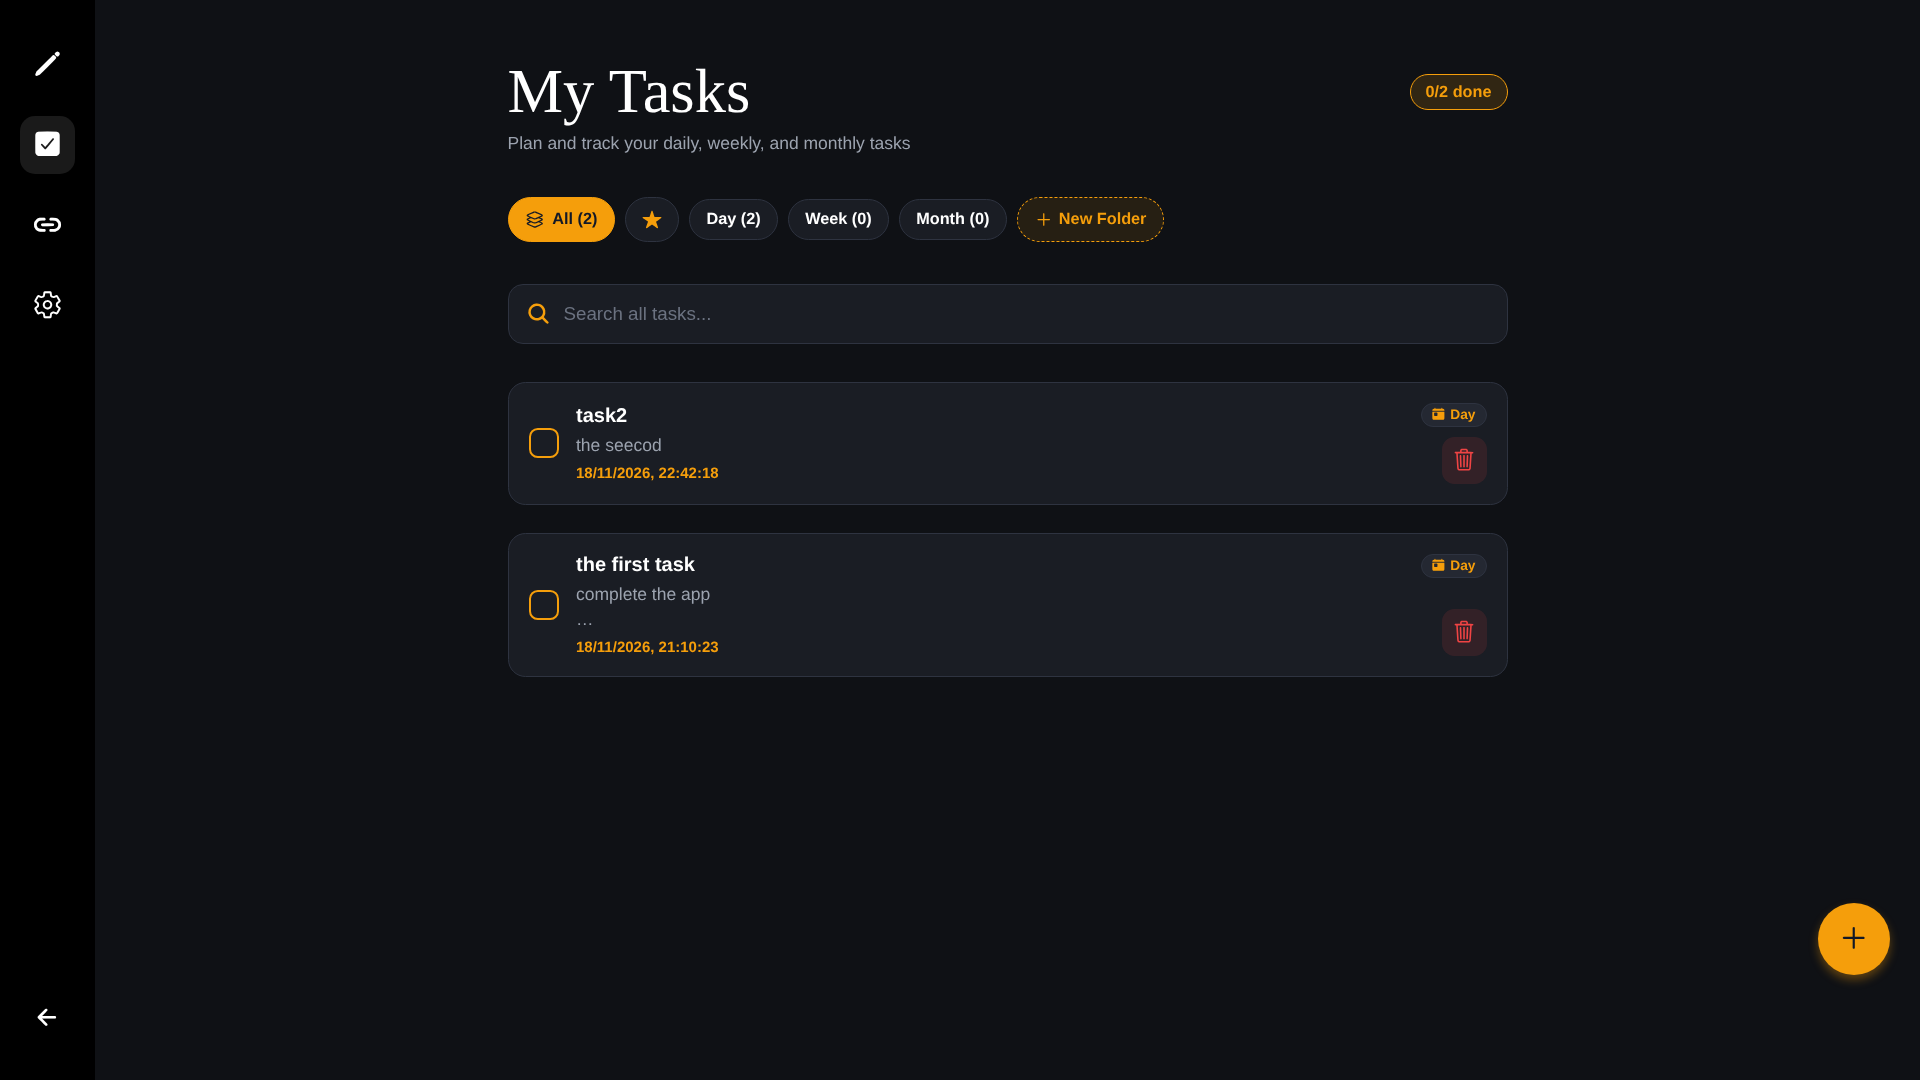 My Tasks
0/2 done
Plan and track your daily, weekly, and monthly tasks
All (2)
Day (2)
Week (0)
Month (0)
New Folder
Search all tasks...
task2
Day
the seecod
18/11/2026, 22:42:18
the first task
Day
complete the app
...
18/11/2026, 21:10:23